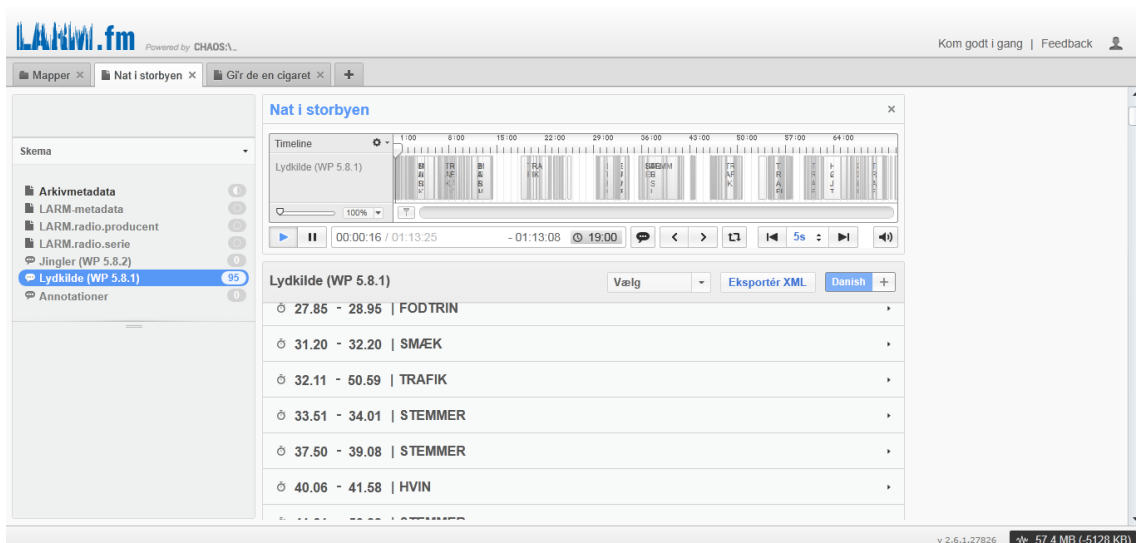 LARM.fm Powered by CHAOS:\_
Kom godt i gang | Feedback
Mapper ×
Nat i storbyen ×
Gi'r de en cigaret ×
+
Skema
Arkivmetadata
LARM-metadata
LARM.radio.producent
LARM.radio.serie
Jingler (WP 5.8.2) 0
Lydkilde (WP 5.8.1) 95
Annotationer 0
Nat i storbyen ×
Timeline
1:00 8:00 15:00 22:00 29:00 36:00 43:00 50:00 57:00 64:00
Lydkilde (WP 5.8.1)
100%
00:00:16 / 01:13:25 - 01:13:08 19:00 5s
Lydkilde (WP 5.8.1) Vælg Eksportér XML Danish +
27.85 - 28.95 | FODTRIN
31.20 - 32.20 | SMÆK
32.11 - 50.59 | TRAFIK
33.51 - 34.01 | STEMMER
37.50 - 39.08 | STEMMER
40.06 - 41.58 | HVIN
v 2.6.1.27826 57.4 MB (-5128 KB)